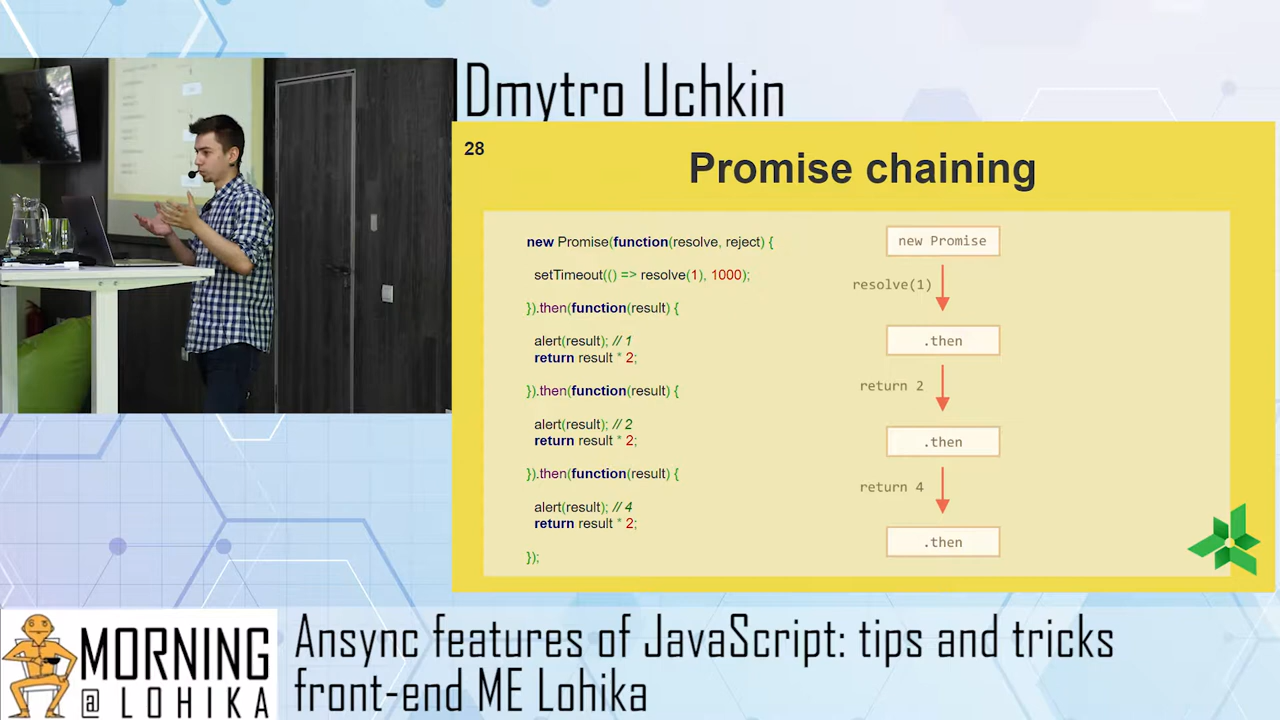 Dmytro Uchkin
28
Promise chaining
new Promise(function(resolve, reject) {
setTimeout(() => resolve(1), 1000);
}).then(function(result) {
alert(result); // 1
return result * 2;
}).then(function(result) {
alert(result); // 2
return result * 2;
}).then(function(result) {
alert(result); // 4
return result * 2;
});
new Promise
resolve(1)
.then
return 2
.then
return 4
.then
MORNING
@ LOHIKA
Ansync features of JavaScript: tips and tricks
front-end ME Lohika